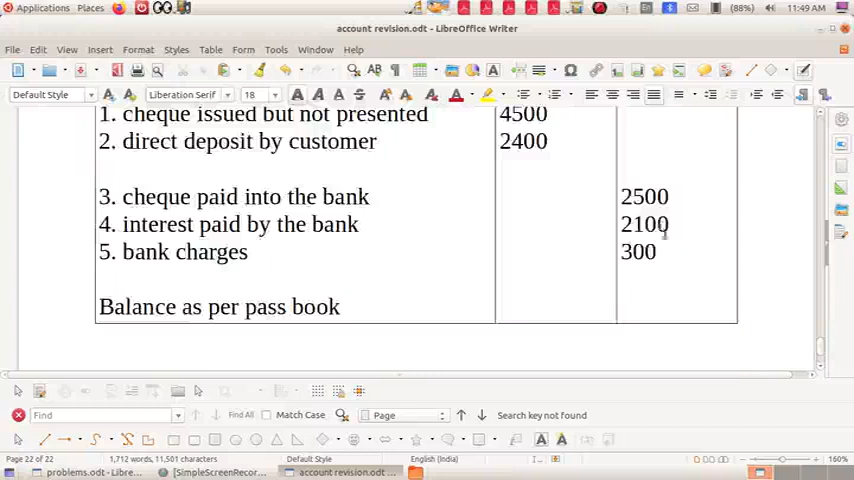 Applications Places (88%) 11:49 AM
account revision.odt - LibreOffice Writer
File Edit View Insert Format Styles Table Form Tools Window Help
Default Style Liberation Serif 18
1. cheque issued but not presented 4500
2. direct deposit by customer 2400
3. cheque paid into the bank 2500
4. interest paid by the bank 2100
5. bank charges 300
Balance as per pass book
Find Find All Match Case Page Search key not found
Page 22 of 22 1,712 words, 11,501 characters English (India) 160%
problems.odt - Libre... [SimpleScreenRecor... account revision.odt ...